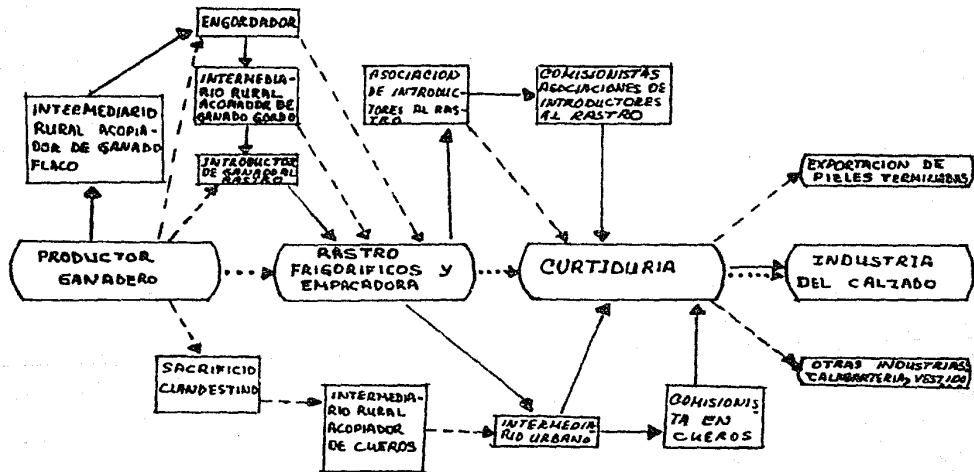 ENGORDADOR
INTERMEDIARIO
RURAL ACOPIA-
DOR DE GANADO
FLACO
INTERMEDIA-
RIO RURAL
ACOPIADOR DE
GANADO GORDO
INTRODUCTOR
DE GANADO AL
RASTRO
ASOCIACION
DE INTRODUC-
TORES AL RAS-
TRO
COMISIONISTAS
ASOCIACIONES DE
INTRODUCTORES
AL RASTRO
EXPORTACION DE
PIELES TERMINADAS
PRODUCTOR
GANADERO
RASTRO
FRIGORIFICOS Y
EMPACADORA
CURTIDURIA
INDUSTRIA
DEL CALZADO
SACRIFICIO
CLANDESTINO
INTERMEDIA-
RIO RURAL
ACOPIADOR
DE CUEROS
INTERMEDIA
RIO URBANO
COMISIONIS
TA EN
CUEROS
OTRAS INDUSTRIAS
TALABARTERIA, VESTIDO